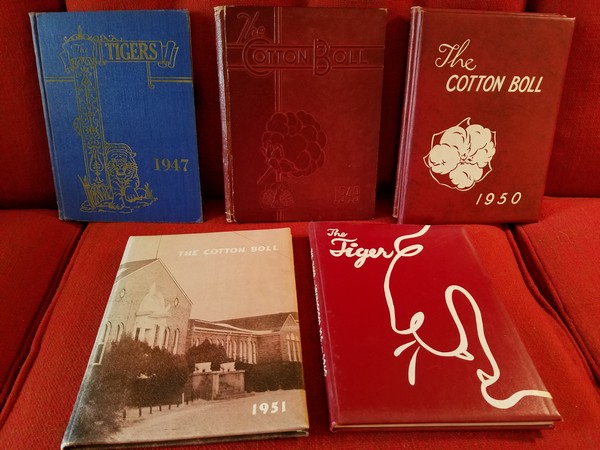 The TIGERS
1947
The
COTTON BOLL
The
COTTON BOLL
1950
THE COTTON BOLL
1951
The
Tiger